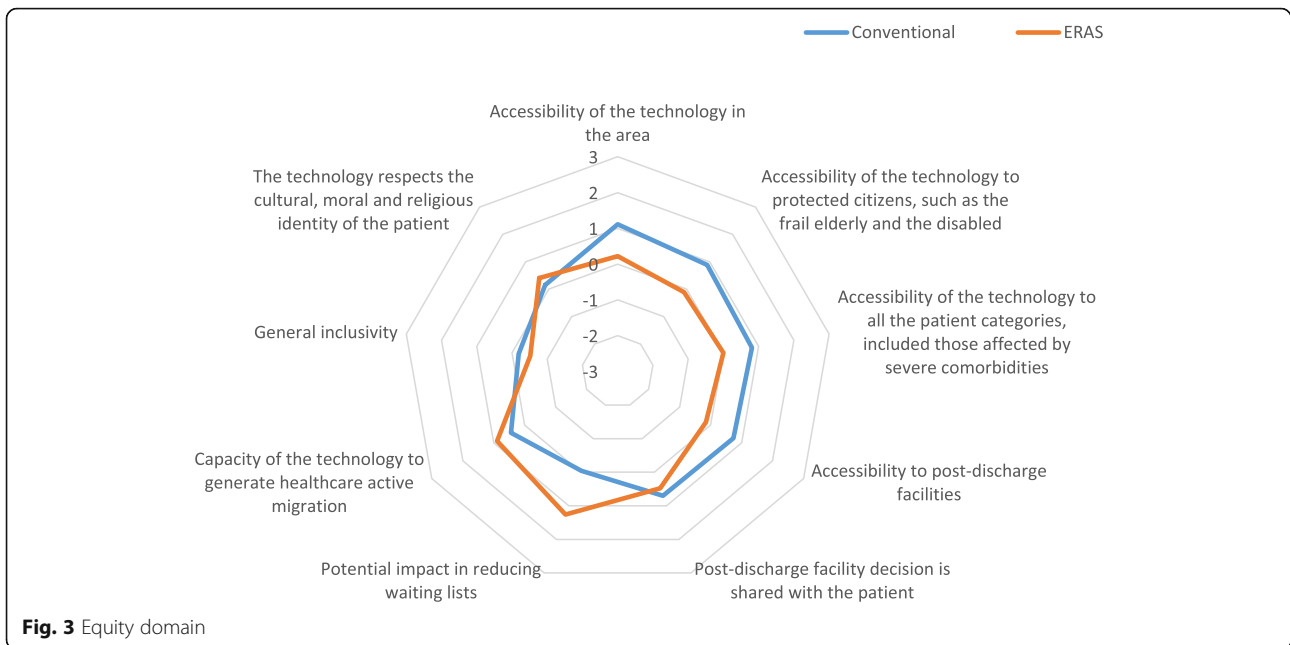 Conventional
ERAS
Accessibility of the technology in
the area
3
2
1
0
-1
-2
-3
Accessibility of the technology to
protected citizens, such as the
frail elderly and the disabled
Accessibility of the technology to
all the patient categories,
included those affected by
severe comorbidities
Accessibility to post-discharge
facilities
Post-discharge facility decision is
shared with the patient
Potential impact in reducing
waiting lists
Capacity of the technology to
generate healthcare active
migration
General inclusivity
The technology respects the
cultural, moral and religious
identity of the patient
Fig. 3 Equity domain